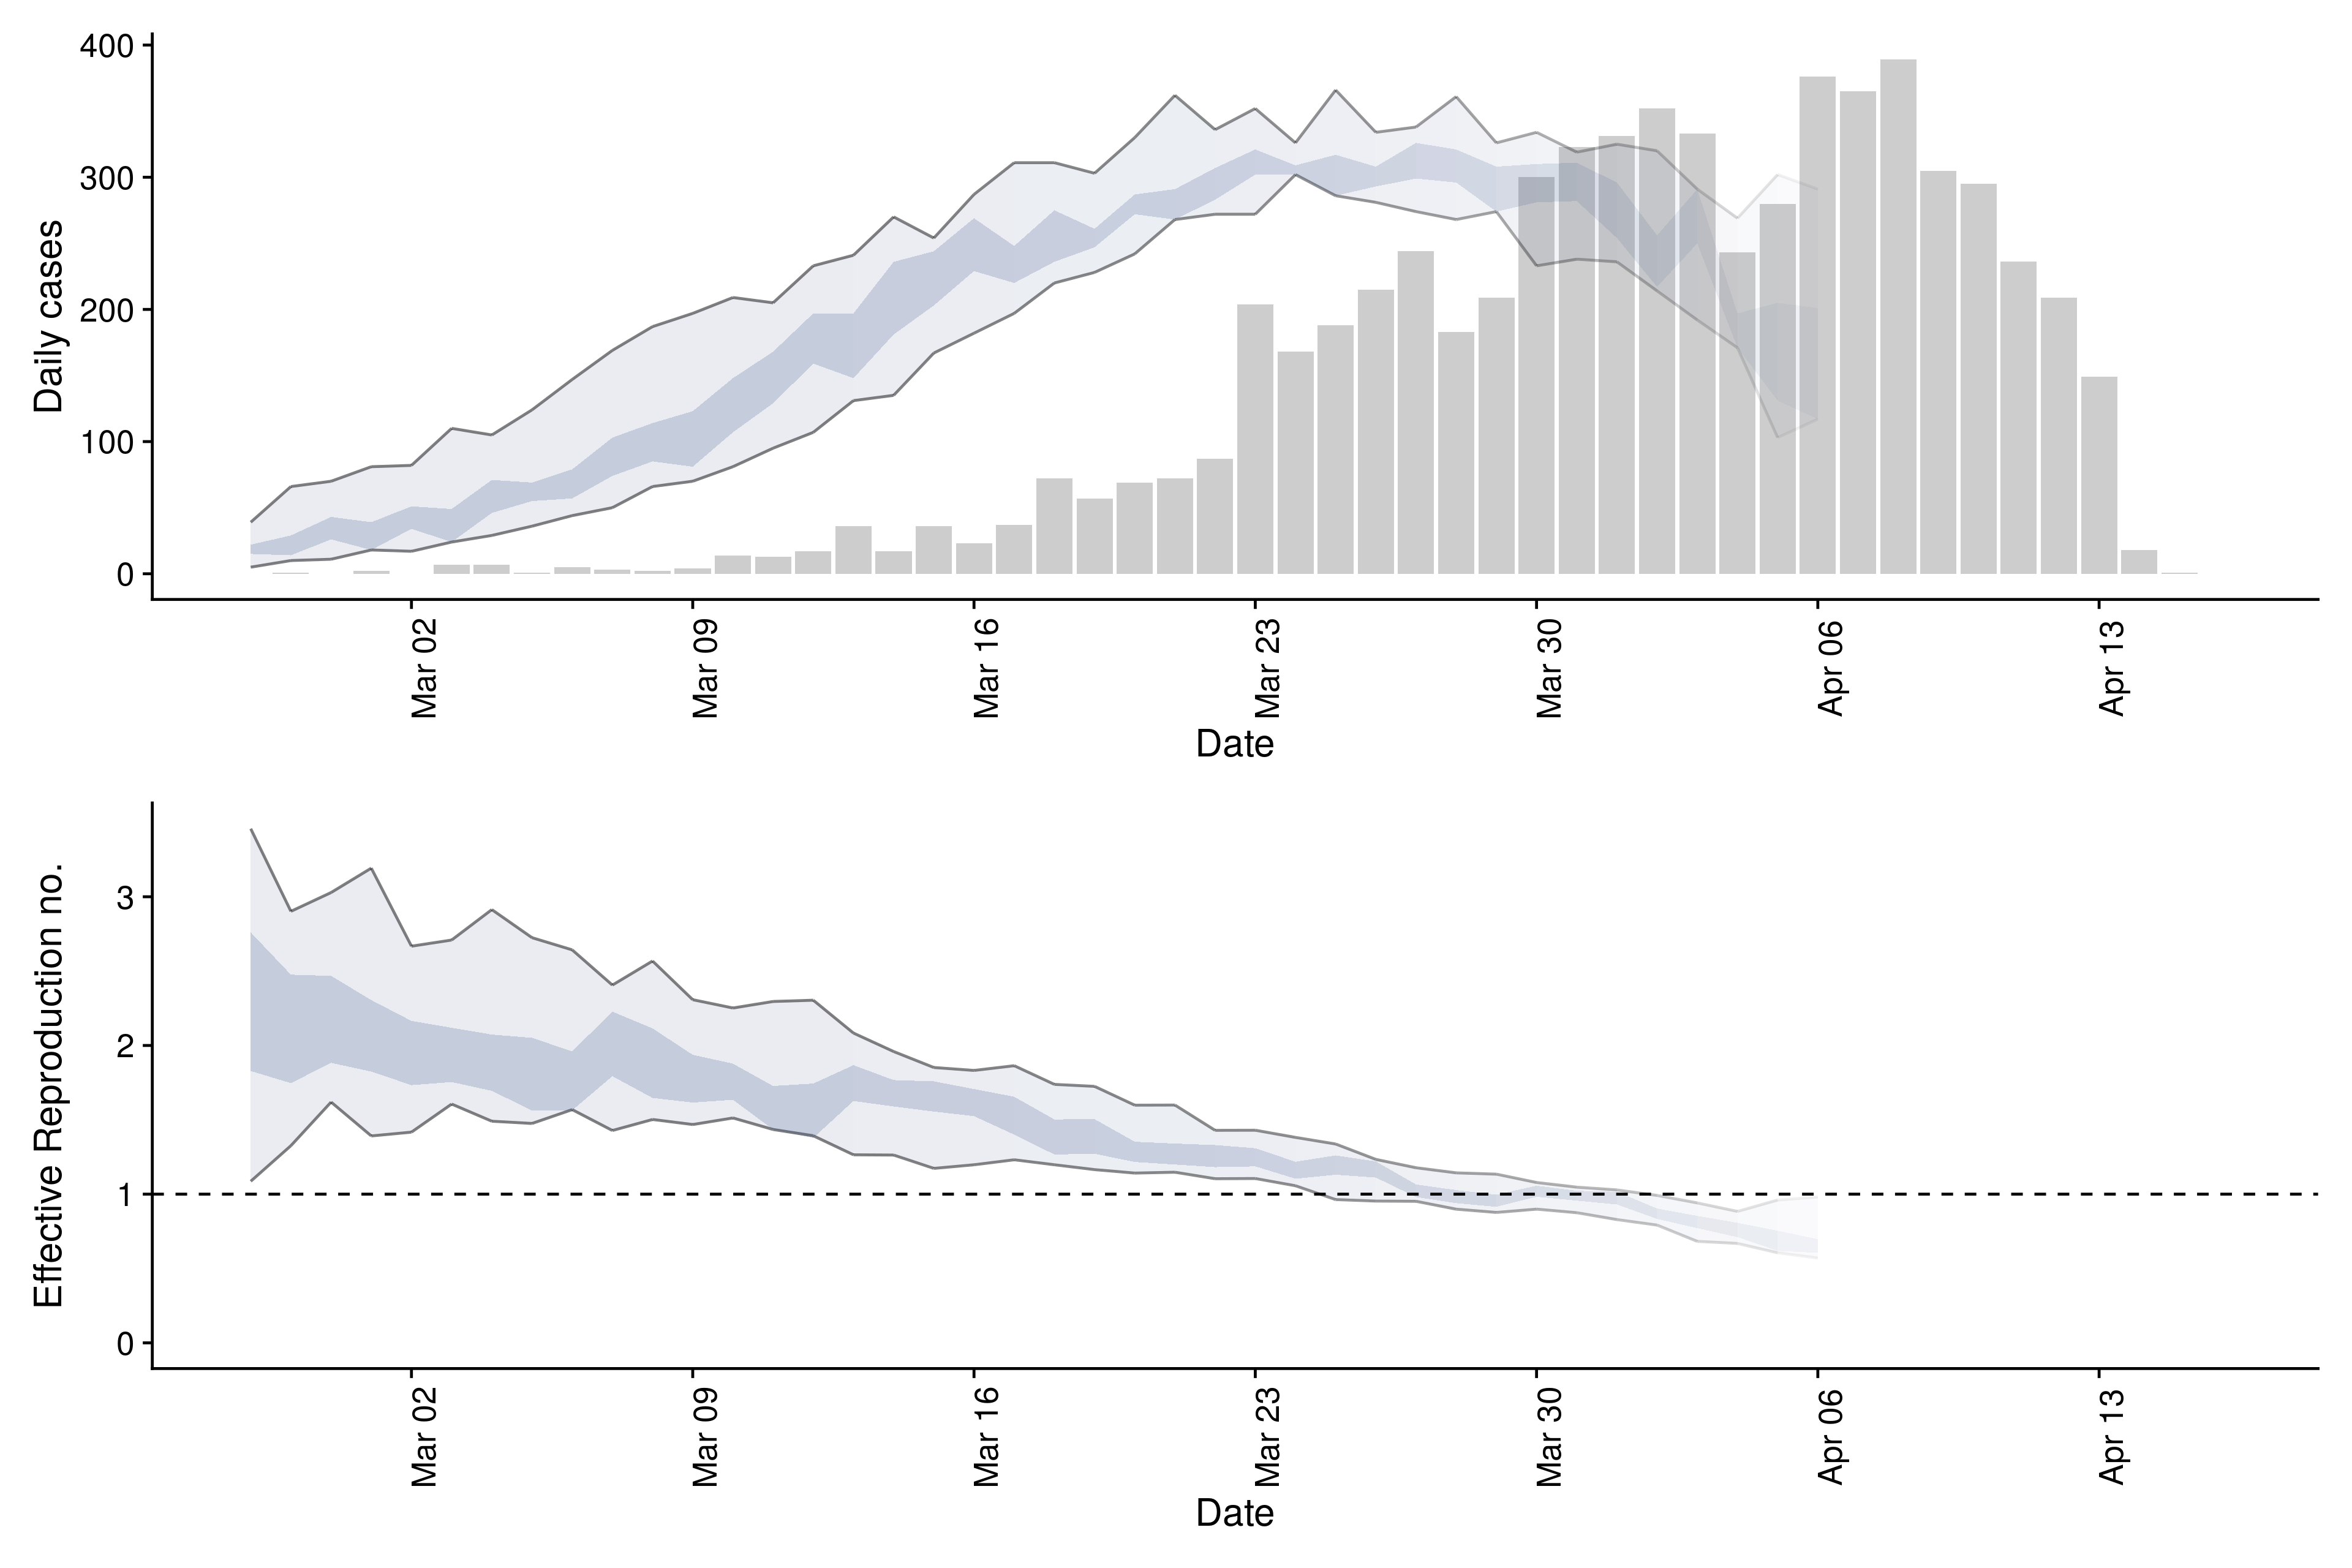 Daily cases
400
300
200
100
0
Mar 02
Mar 09
Mar 16
Mar 23
Mar 30
Apr 06
Apr 13
Date
Effective Reproduction no.
3
2
1
0
Mar 02
Mar 09
Mar 16
Mar 23
Mar 30
Apr 06
Apr 13
Date